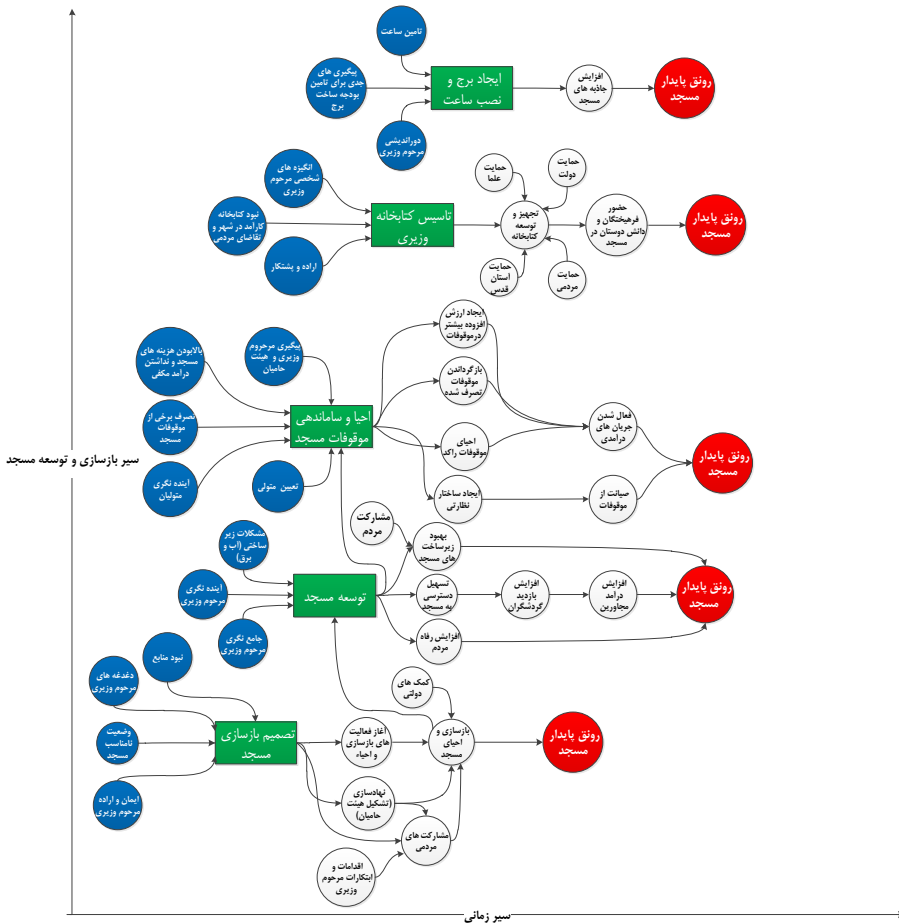 تامین ساعت
پیگیری های
جدی برای تامین
بودجه ساخت
برج
دوراندیشی
مرحوم وزیری
ایجاد برج و
نصب ساعت
افزایش
جاذبه های
مسجد
رونق پایدار
مسجد
انگیزه های
شخصی مرحوم
وزیری
نبود کتابخانه
کارامد در شهر و
تقاضای مردمی
اراده و پشتکار
تاسیس کتابخانه
وزیری
حمایت
علما
حمایت
دولت
تجهیز و
توسعه
کتابخانه
حمایت
آستان
قدس
حمایت
مردمی
حضور
فرهیختگان و
دانش دوستان در
مسجد
رونق پایدار
مسجد
پیگیری مرحروم
وزیری و هیئت
حامیان
بالابودن هزینه های
مسجد و نداشتن
درامد مکفی
تصرف برخی از
موقوفات
مسجد
آینده نگری
متولیان
تعیین متولی
احیا و ساماندهی
موقوفات مسجد
ایجاد ارزش
افزوده بیشتر
درموقوفات
بازگرداندن
موقوفات
تصرف شده
احیای
موقوفات راکد
ایجاد ساختار
نظارتی
فعال شدن
جریان های
درامدی
صیانت از
موقوفات
رونق پایدار
مسجد
سیر بازسازی و توسعه مسجد
مشکلات زیر
ساختی (آب و
برق)
آینده نگری
مرحوم وزیری
جامع نگری
مرحوم وزیری
توسعه مسجد
مشارکت
مردم
بهبود
زیرساخت
های مسجد
تسهیل
دسترسی
به مسجد
افزایش
بازدید
گردشگران
افزایش
درامد
مجاورین
افزایش رفاه
مردم
رونق پایدار
مسجد
نبود منابع
دغدغه های
مرحوم وزیری
وضعیت
نامناسب
مسجد
ایمان و اراده
مرحوم وزیری
تصمیم بازسازی
مسجد
کمک های
دولتی
آغاز فعالیت
های بازسازی
و احیاء
بازسازی و
احیای
مسجد
نهادسازی
(تشکیل هیئت
حامیان)
مشارکت های
مردمی
اقدامات و
ابتکارات مرحوم
وزیری
رونق پایدار
مسجد
سیر زمانی